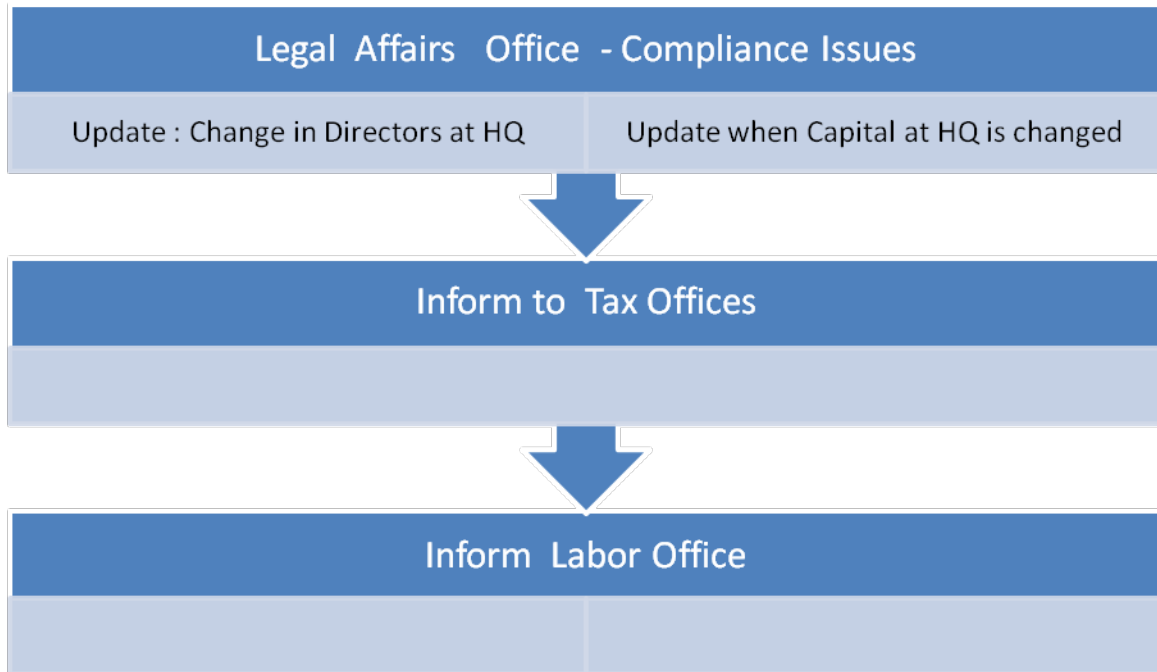 Legal Affairs Office - Compliance Issues
Update : Change in Directors at HQ
Update when Capital at HQ is changed
Inform to Tax Offices
Inform Labor Office